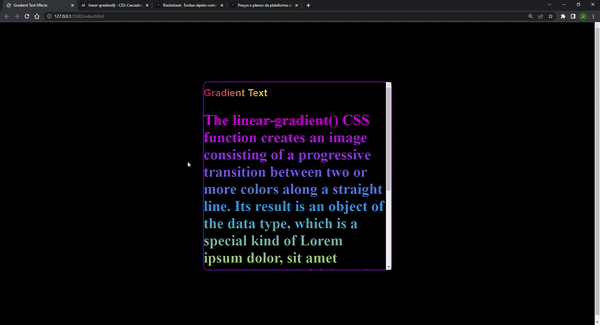 Gradient Text Effects
linear-gradient() - CSS: Cascadin
Rocketseat - Evolua rápido com
Preços e planos da plataforma d
127.0.0.1:5500/index.html
Gradient Text
The linear-gradient() CSS
function creates an image
consisting of a progressive
transition between two or
more colors along a straight
line. Its result is an object of
the data type, which is a
special kind of Lorem
ipsum dolor, sit amet